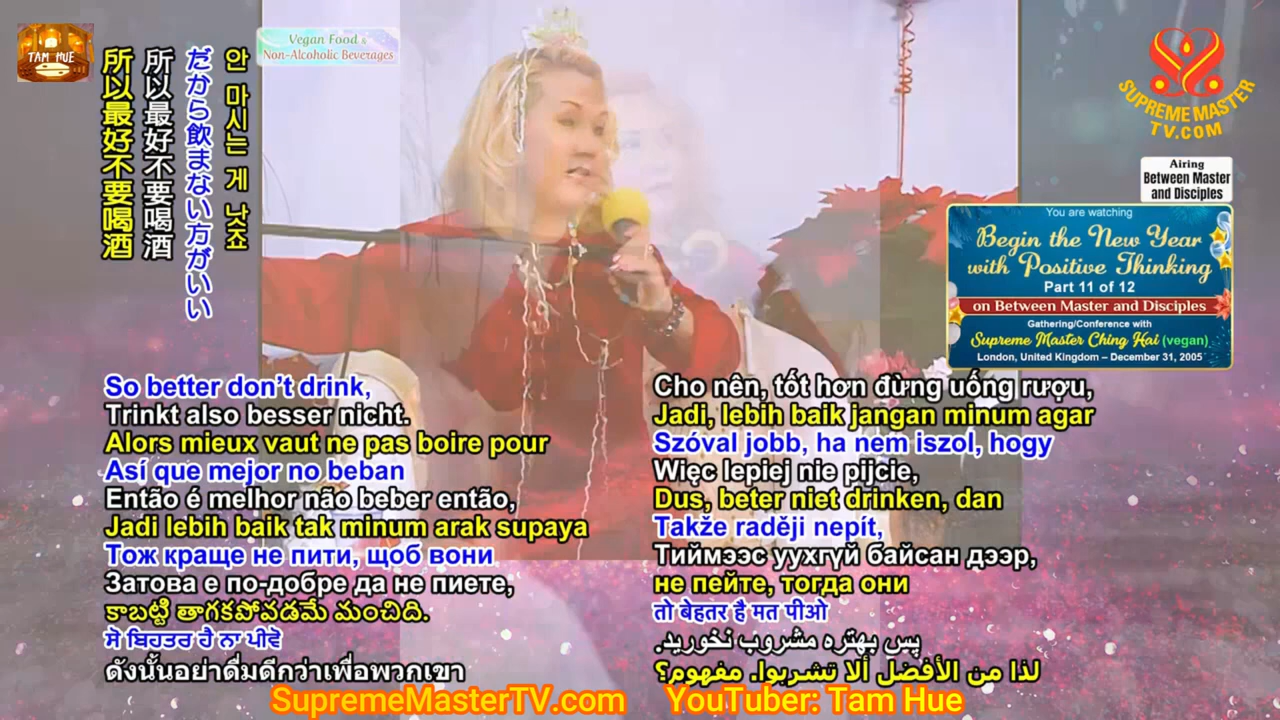 TAM HUE
Vegan Food &
Non-Alcoholic Beverages
所以最好不要喝酒
所以最好不要喝酒
だから飲まない方がいい
안 마시는 게 낫죠
SUPREME MASTER
TV.COM
Airing
Between Master
and Disciples
You are watching
Begin the New Year
with Positive Thinking
Part 11 of 12
on Between Master and Disciples
Gathering/Conference with
Supreme Master Ching Hai (vegan)
London, United Kingdom – December 31, 2005
So better don’t drink,
Trinkt also besser nicht.
Alors mieux vaut ne pas boire pour
Así que mejor no beban
Então é melhor não beber então,
Jadi lebih baik tak minum arak supaya
Тож краще не пити, щоб вони
Затова е по-добре да не пиете,
కాబట్టి తాగకపోవడమే మంచిది.
ਸੋ ਬਿਹਤਰ ਹੈ ਨਾ ਪੀਵੋ
ดังนั้นอย่าดื่มดีกว่าเพื่อพวกเขา
Cho nên, tốt hơn đừng uống rượu,
Jadi, lebih baik jangan minum agar
Szóval jobb, ha nem iszol, hogy
Więc lepiej nie pijcie,
Dus, beter niet drinken, dan
Takže raději nepít,
Тиймээс уухгүй байсан дээр,
не пейте, тогда они
तो बेहतर है मत पीओ
پس بهتره مشروب نخورید.
لذا من الأفضل ألا تشربوا. مفهوم؟
SupremeMasterTV.com
YouTuber: Tam Hue